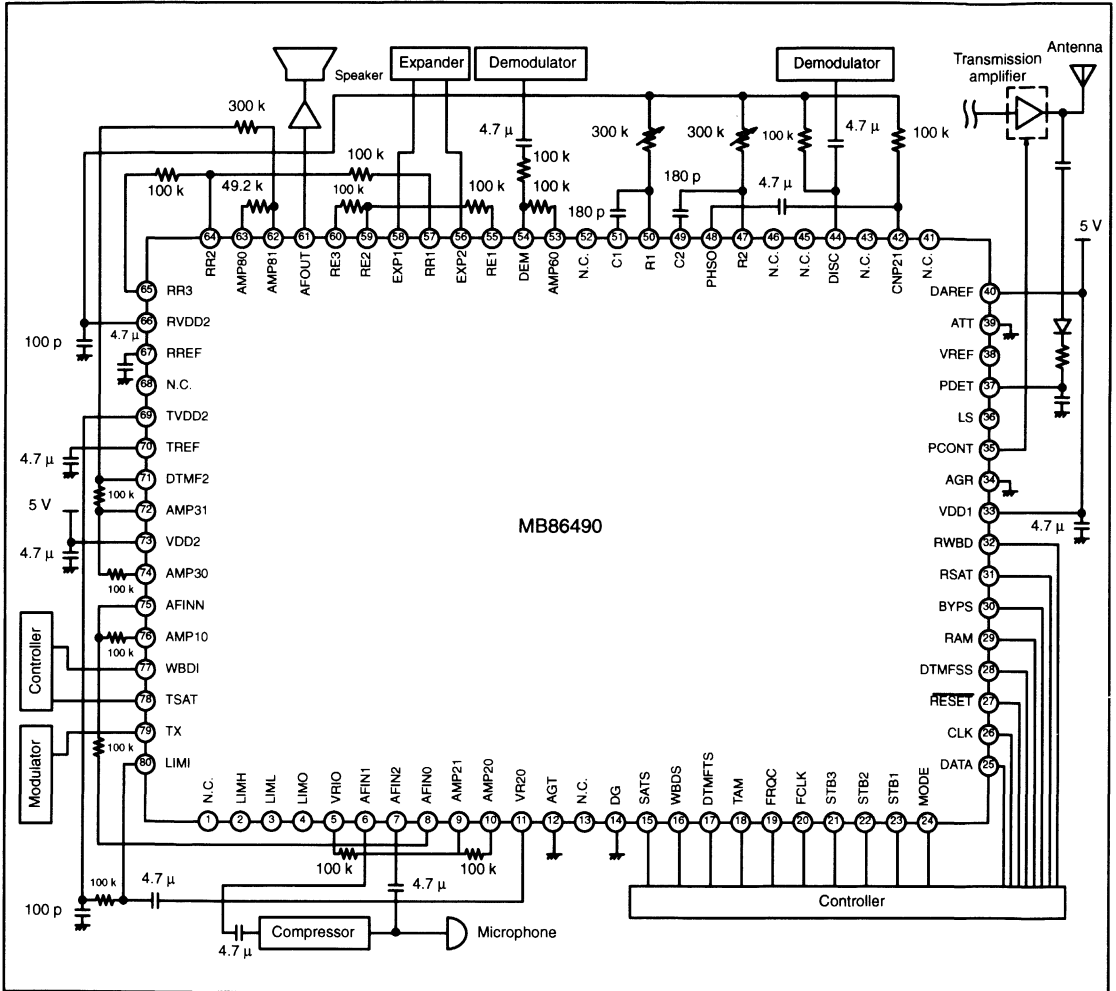 Antenna
Transmission
amplifier
Speaker
Expander
Demodulator
Demodulator
300 k
4.7 μ
300 k
300 k
100 k
4.7 μ
100 k
100 k
100 k
100 k
49.2 k
100 k
100 k
100 k
180 p
180 p
4.7 μ
5 V
64 63 62 61 60 59 58 57 56 55 54 53 52 51 50 49 48 47 46 45 44 43 42 41
RR2 AMP80 AMP81 AFOUT RE3 RE2 EXP1 RR1 EXP2 RE1 DEM AMP60 N.C. C1 R1 C2 PHSO R2 N.C. N.C. DISC N.C. CNP21 N.C.
65 RR3
DAREF 40
66 RVDD2
ATT 39
100 p
4.7 μ
67 RREF
VREF 38
68 N.C.
PDET 37
69 TVDD2
LS 36
70 TREF
PCONT 35
4.7 μ
71 DTMF2
AGR 34
100 k
5 V
72 AMP31
VDD1 33
4.7 μ
MB86490
73 VDD2
RWBD 32
4.7 μ
74 AMP30
RSAT 31
100 k
75 AFINN
BYPS 30
76 AMP10
RAM 29
100 k
77 WBDI
DTMFSS 28
Controller
78 TSAT
RESET 27
79 TX
CLK 26
100 k
80 LIMI
DATA 25
Modulator
N.C. LIMH LIML LIMO VRIO AFIN1 AFIN2 AFIN0 AMP21 AMP20 VR20 AGT N.C. DG SATS WBDS DTMFTS TAM FRQC FCLK STB3 STB2 STB1 MODE
1 2 3 4 5 6 7 8 9 10 11 12 13 14 15 16 17 18 19 20 21 22 23 24
100 k
100 k
100 k
4.7 μ
4.7 μ
100 p
Controller
Compressor
Microphone
4.7 μ